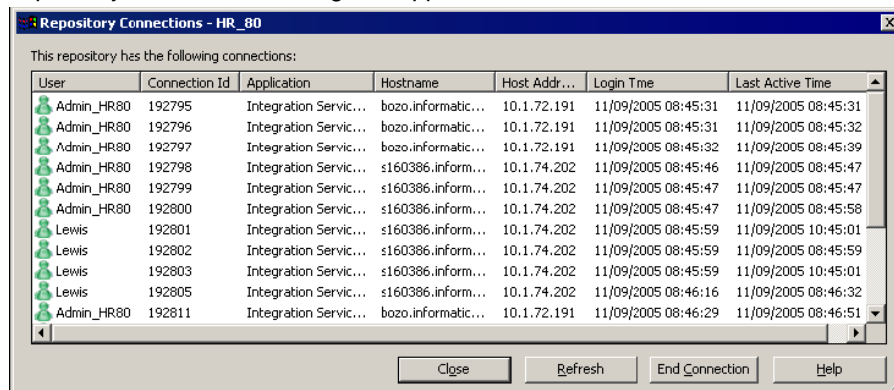 Repository Connections - HR_80
This repository has the following connections:
User Connection Id Application Hostname Host Addr... Login Tme Last Active Time
Admin_HR80 192795 Integration Servic... bozo.informatic... 10.1.72.191 11/09/2005 08:45:31 11/09/2005 08:45:31
Admin_HR80 192796 Integration Servic... bozo.informatic... 10.1.72.191 11/09/2005 08:45:31 11/09/2005 08:45:32
Admin_HR80 192797 Integration Servic... bozo.informatic... 10.1.72.191 11/09/2005 08:45:32 11/09/2005 08:45:39
Admin_HR80 192798 Integration Servic... s160386.inform... 10.1.74.202 11/09/2005 08:45:46 11/09/2005 08:45:47
Admin_HR80 192799 Integration Servic... s160386.inform... 10.1.74.202 11/09/2005 08:45:47 11/09/2005 08:45:47
Admin_HR80 192800 Integration Servic... s160386.inform... 10.1.74.202 11/09/2005 08:45:47 11/09/2005 08:45:58
Lewis 192801 Integration Servic... s160386.inform... 10.1.74.202 11/09/2005 08:45:59 11/09/2005 10:45:01
Lewis 192802 Integration Servic... s160386.inform... 10.1.74.202 11/09/2005 08:45:59 11/09/2005 08:45:59
Lewis 192803 Integration Servic... s160386.inform... 10.1.74.202 11/09/2005 08:45:59 11/09/2005 10:45:01
Lewis 192805 Integration Servic... s160386.inform... 10.1.74.202 11/09/2005 08:46:16 11/09/2005 08:46:32
Admin_HR80 192811 Integration Servic... bozo.informatic... 10.1.72.191 11/09/2005 08:46:29 11/09/2005 08:46:51
Close Refresh End Connection Help